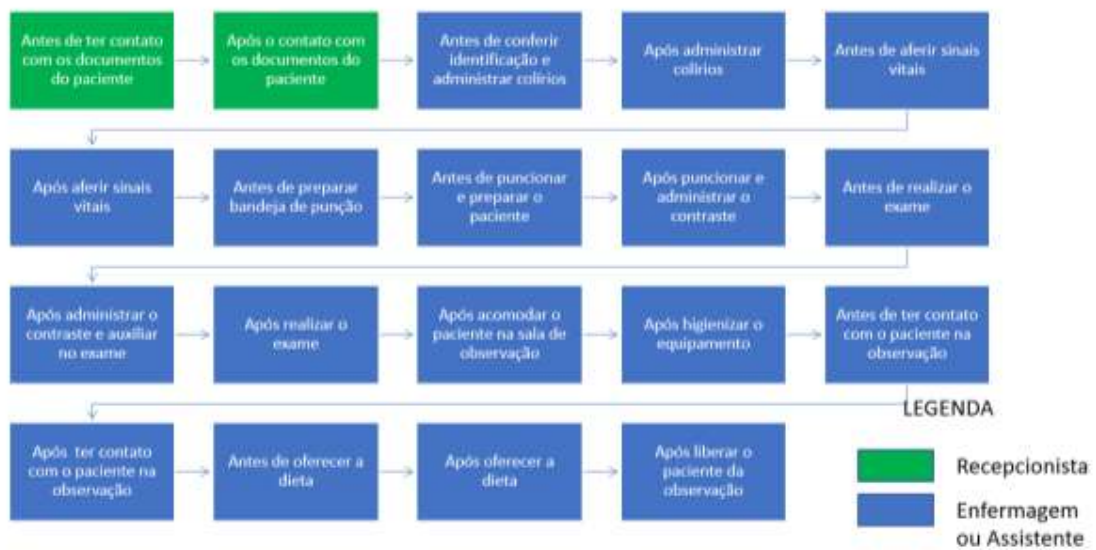 Antes de ter contato
com os documentos
do paciente
Após o contato com
os documentos do
paciente
Antes de conferir
identificação e
administrar colírios
Após administrar
colírios
Antes de aferir sinais
vitais
Após aferir sinais
vitais
Antes de preparar
bandeja de punção
Antes de puncionar
e preparar o
paciente
Após puncionar e
administrar o
contraste
Antes de realizar o
exame
Após administrar o
contraste e auxiliar
no exame
Após realizar o
exame
Após acomodar o
paciente na sala de
observação
Após higienizar o
equipamento
Antes de ter contato
com o paciente na
observação
Após ter contato
com o paciente na
observação
Antes de oferecer a
dieta
Após oferecer a
dieta
Após liberar o
paciente da
observação
LEGENDA
Recepcionista
Enfermagem
ou Assistente